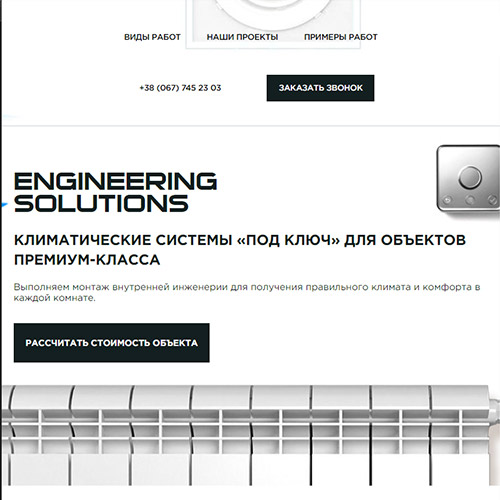 ВИДЫ РАБОТ НАШИ ПРОЕКТЫ ПРИМЕРЫ РАБОТ
+38 (067) 745 23 03 ЗАКАЗАТЬ ЗВОНОК
ENGINEERING
SOLUTIONS
КЛИМАТИЧЕСКИЕ СИСТЕМЫ «ПОД КЛЮЧ» ДЛЯ ОБЪЕКТОВ
ПРЕМИУМ-КЛАССА
Выполняем монтаж внутренней инженерии для получения правильного климата и комфорта в
каждой комнате.
РАССЧИТАТЬ СТОИМОСТЬ ОБЪЕКТА